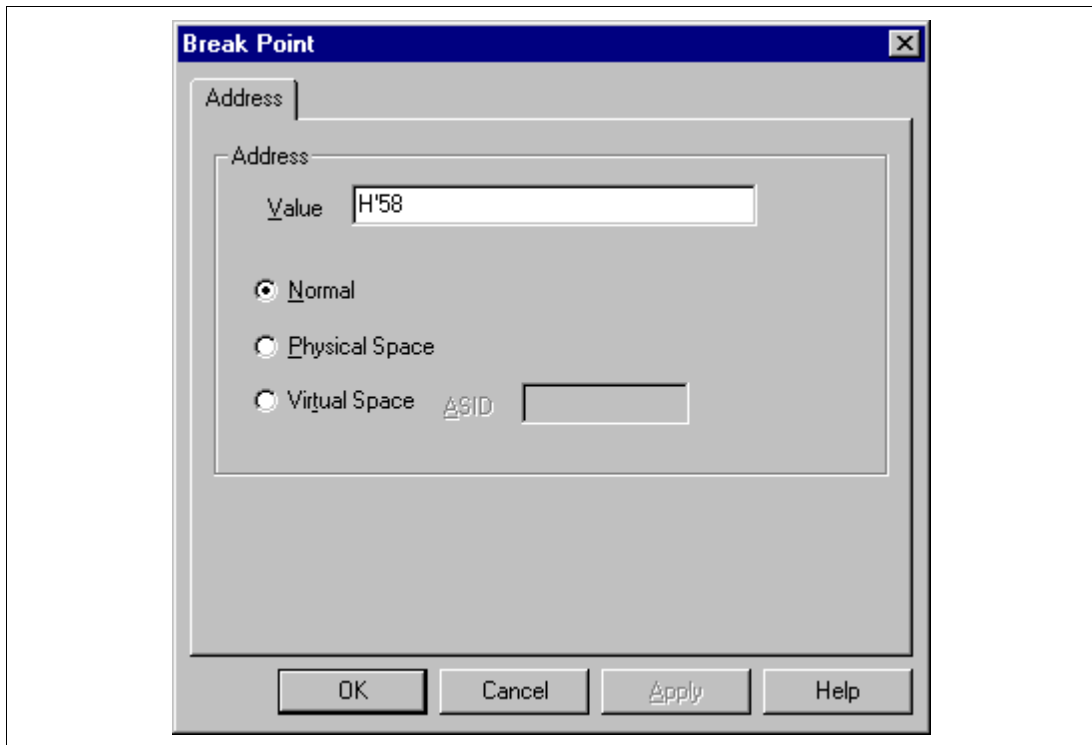 Break Point
Address
Address
Value H'58
Normal
Physical Space
Virtual Space ASID
OK Cancel Apply Help